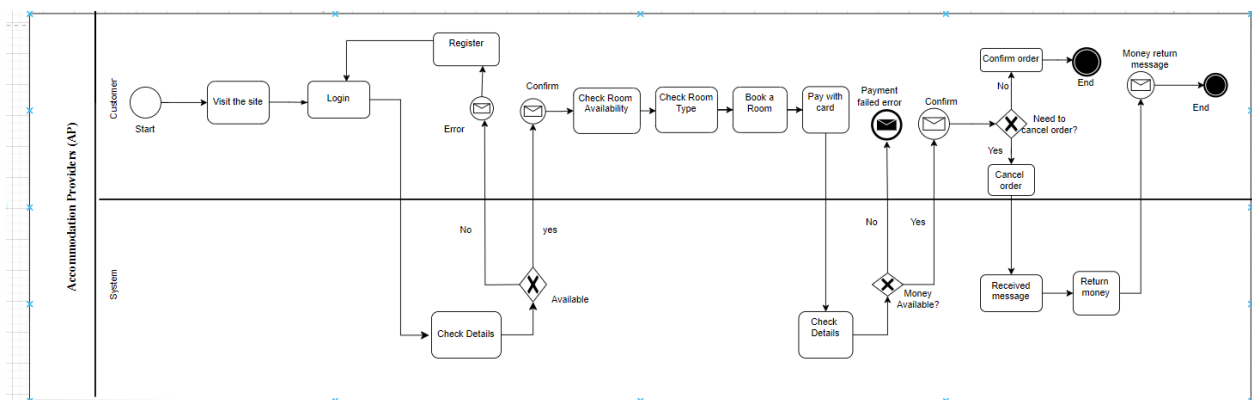 Accommodation Providers (AP)
Customer
Start
Visit the site
Login
Register
Error
Confirm
Check Room
Availability
Check Room
Type
Book a
Room
Pay with
card
Payment
failed error
Confirm
Confirm order
End
No
Need to
cancel order?
Yes
Cancel
order
Money return
message
End
System
No
yes
Available
Check Details
Check
Details
No
Yes
Money
Available?
Received
message
Return
money